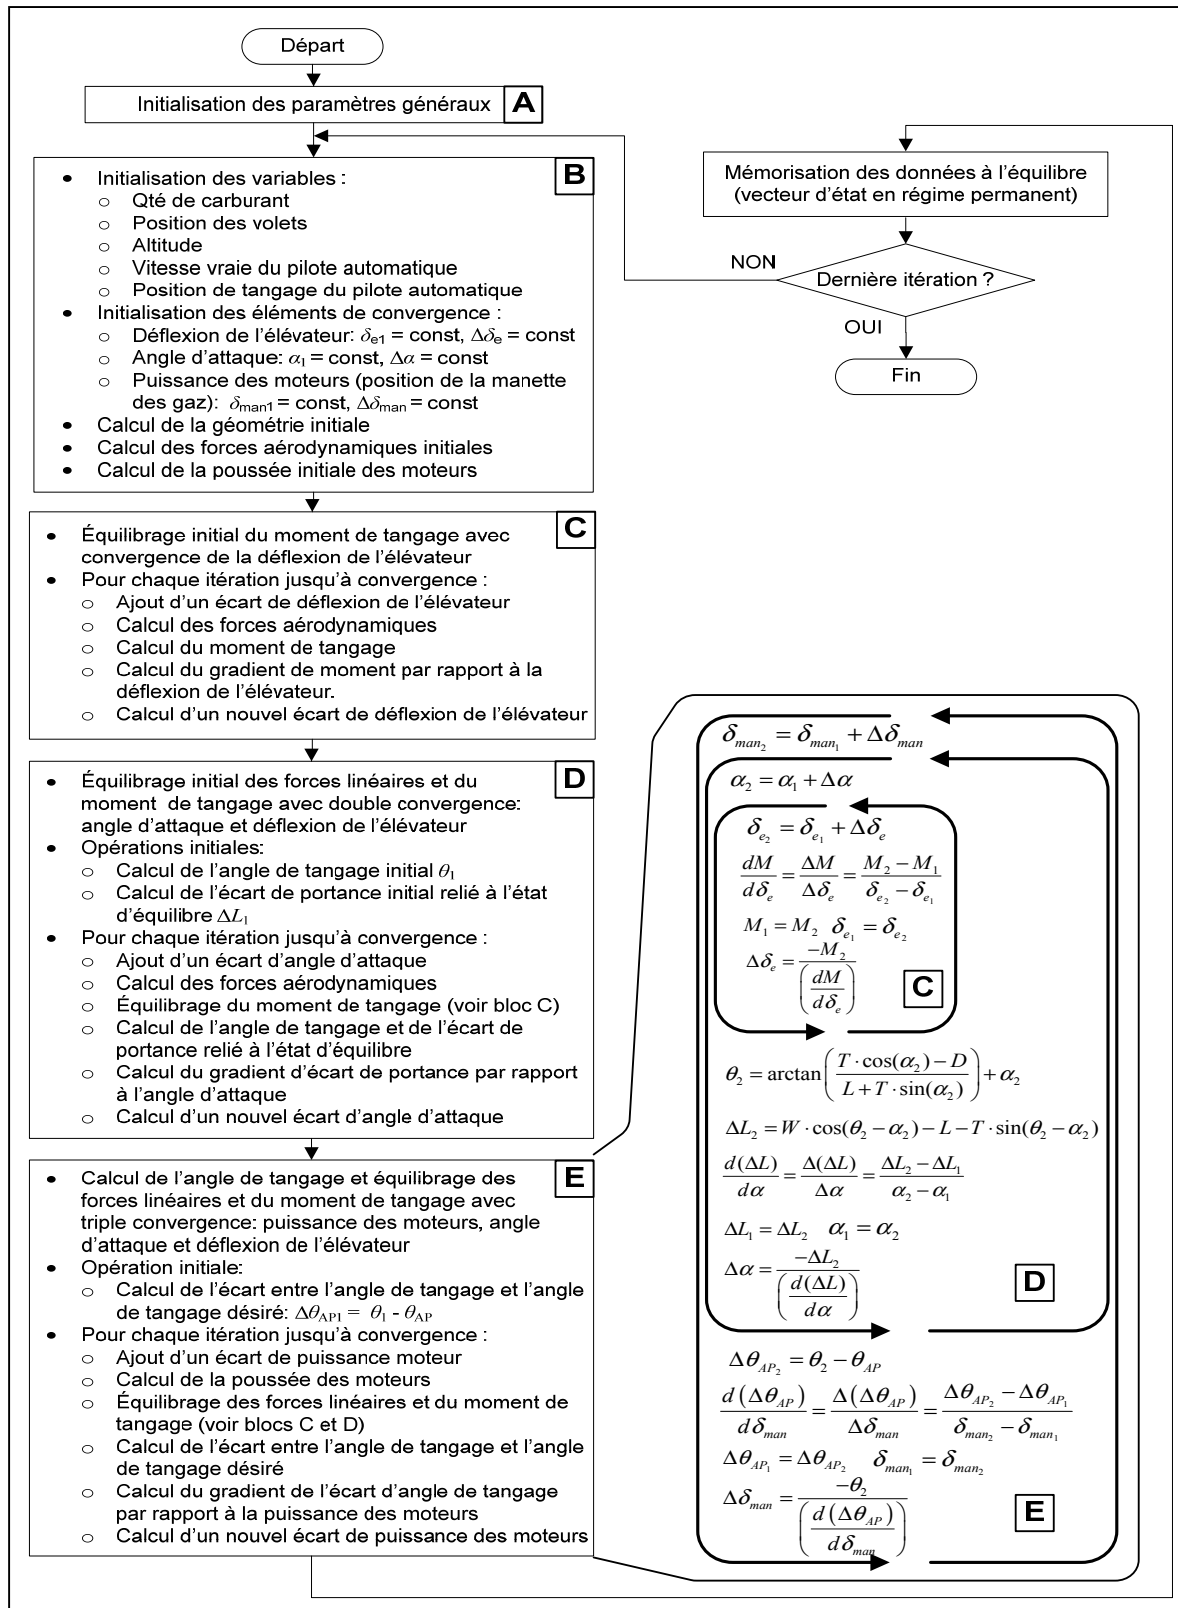 Départ
Initialisation des paramètres généraux
A
B
• Initialisation des variables :
o Qté de carburant
o Position des volets
o Altitude
o Vitesse vraie du pilote automatique
o Position de tangage du pilote automatique
• Initialisation des éléments de convergence :
o Déflexion de l'élévateur: δe1 = const, Δδe = const
o Angle d'attaque: α1 = const, Δα = const
o Puissance des moteurs (position de la manette
des gaz): δman1 = const, Δδman = const
• Calcul de la géométrie initiale
• Calcul des forces aérodynamiques initiales
• Calcul de la poussée initiale des moteurs
C
• Équilibrage initial du moment de tangage avec
convergence de la déflexion de l'élévateur
• Pour chaque itération jusqu'à convergence :
o Ajout d'un écart de déflexion de l'élévateur
o Calcul des forces aérodynamiques
o Calcul du moment de tangage
o Calcul du gradient de moment par rapport à la
déflexion de l'élévateur.
o Calcul d'un nouvel écart de déflexion de l'élévateur
D
• Équilibrage initial des forces linéaires et du
moment de tangage avec double convergence:
angle d'attaque et déflexion de l'élévateur
• Opérations initiales:
o Calcul de l'angle de tangage initial θ1
o Calcul de l'écart de portance initial relié à l'état
d'équilibre ΔL1
• Pour chaque itération jusqu'à convergence :
o Ajout d'un écart d'angle d'attaque
o Calcul des forces aérodynamiques
o Équilibrage du moment de tangage (voir bloc C)
o Calcul de l'angle de tangage et de l'écart de
portance relié à l'état d'équilibre
o Calcul du gradient d'écart de portance par rapport
à l'angle d'attaque
o Calcul d'un nouvel écart d'angle d'attaque
E
• Calcul de l'angle de tangage et équilibrage des
forces linéaires et du moment de tangage avec
triple convergence: puissance des moteurs, angle
d'attaque et déflexion de l'élévateur
• Opération initiale:
o Calcul de l'écart entre l'angle de tangage et l'angle
de tangage désiré: ΔθAP1 = θ1 - θAP
• Pour chaque itération jusqu'à convergence :
o Ajout d'un écart de puissance moteur
o Calcul de la poussée des moteurs
o Équilibrage des forces linéaires et du moment de
tangage (voir blocs C et D)
o Calcul de l'écart entre l'angle de tangage et l'angle
de tangage désiré
o Calcul du gradient de l'écart d'angle de tangage
par rapport à la puissance des moteurs
o Calcul d'un nouvel écart de puissance des moteurs
Mémorisation des données à l'équilibre
(vecteur d'état en régime permanent)
NON
Dernière itération ?
OUI
Fin
δman2 = δman1 + Δδman
α2 = α1 + Δα
δe2 = δe1 + Δδe
dM/dδe = ΔM/Δδe = (M2 − M1)/(δe2 − δe1)
M1 = M2 δe1 = δe2
Δδe = −M2/(dM/dδe)
C
θ2 = arctan((T · cos(α2) − D)/(L + T · sin(α2))) + α2
ΔL2 = W · cos(θ2 − α2) − L − T · sin(θ2 − α2)
d(ΔL)/dα = Δ(ΔL)/Δα = (ΔL2 − ΔL1)/(α2 − α1)
ΔL1 = ΔL2 α1 = α2
Δα = −ΔL2/(d(ΔL)/dα)
D
ΔθAP2 = θ2 − θAP
d(ΔθAP)/dδman = Δ(ΔθAP)/Δδman = (ΔθAP2 − ΔθAP1)/(δman2 − δman1)
ΔθAP1 = ΔθAP2 δman1 = δman2
Δδman = −θ2/(d(ΔθAP)/dδman)
E